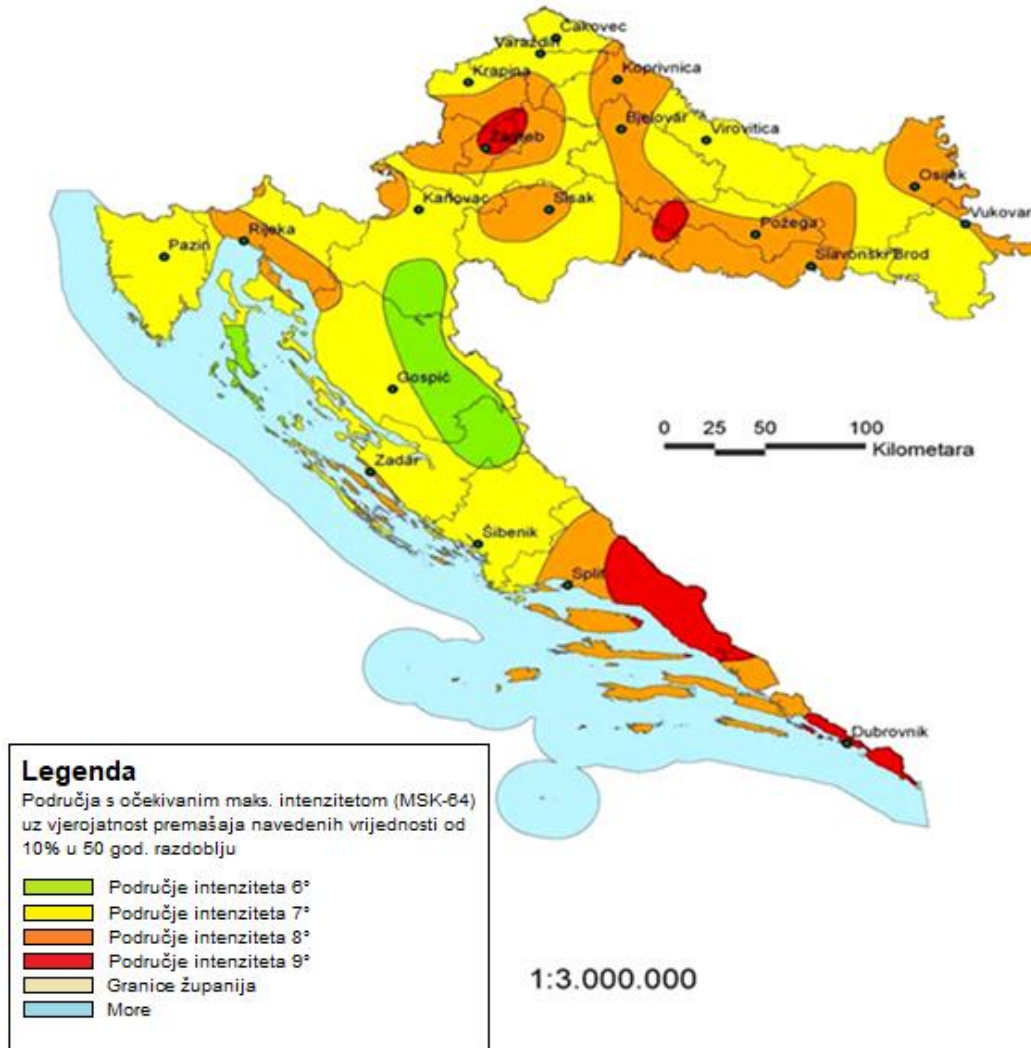 Čakovec
Varaždin
Krapina
Koprivnica
Bjelovar
Virovitica
Zagreb
Osijek
Karlovac
Sisak
Vukovar
Požega
Rijeka
Pazin
Slavonski Brod
Gospić
0 25 50 100
Kilometara
Zadar
Šibenik
Split
Dubrovnik
Legenda
Područja s očekivanim maks. intenzitetom (MSK-64)
uz vjerojatnost premašaja navedenih vrijednosti od
10% u 50 god. razdoblju
Područje intenziteta 6°
Područje intenziteta 7°
Područje intenziteta 8°
Područje intenziteta 9°
Granice županija
More
1:3.000.000